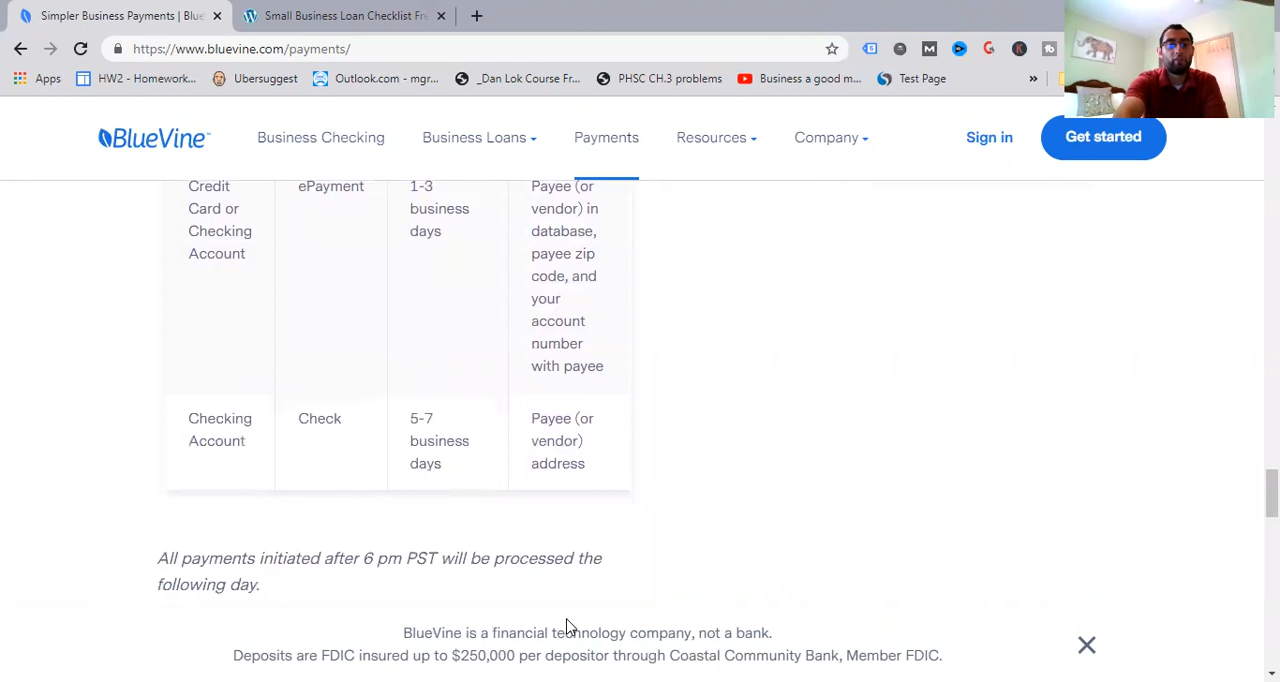 Simpler Business Payments | Blu
Small Business Loan Checklist Fre
https://www.bluevine.com/payments/
Apps
HW2 - Homework...
Ubersuggest
Outlook.com - mgr...
_Dan Lok Course Fr...
PHSC CH.3 problems
Business a good m...
Test Page
»
BlueVine
Business Checking
Business Loans
Payments
Resources
Company
Sign in
Get started
Credit
Card or
Checking
Account
ePayment
1-3
business
days
Payee (or
vendor) in
database,
payee zip
code, and
your
account
number
with payee
Checking
Account
Check
5-7
business
days
Payee (or
vendor)
address
All payments initiated after 6 pm PST will be processed the
following day.
BlueVine is a financial technology company, not a bank.
Deposits are FDIC insured up to $250,000 per depositor through Coastal Community Bank, Member FDIC.